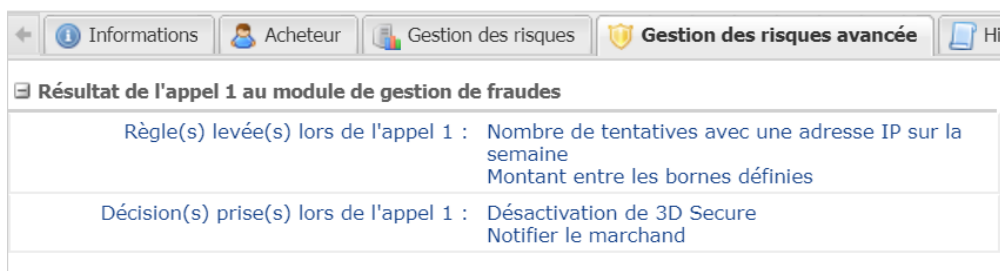 Informations Acheteur Gestion des risques Gestion des risques avancée Hi
Résultat de l'appel 1 au module de gestion de fraudes
Règle(s) levée(s) lors de l'appel 1 : Nombre de tentatives avec une adresse IP sur la
semaine
Montant entre les bornes définies
Décision(s) prise(s) lors de l'appel 1 : Désactivation de 3D Secure
Notifier le marchand